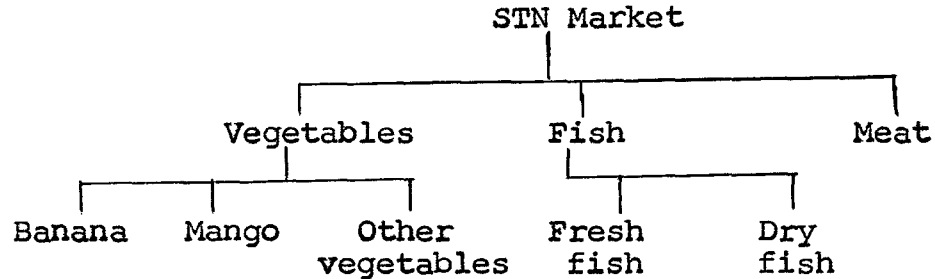 STN Market
Vegetables Fish Meat
Banana Mango Other Fresh Dry
vegetables fish fish